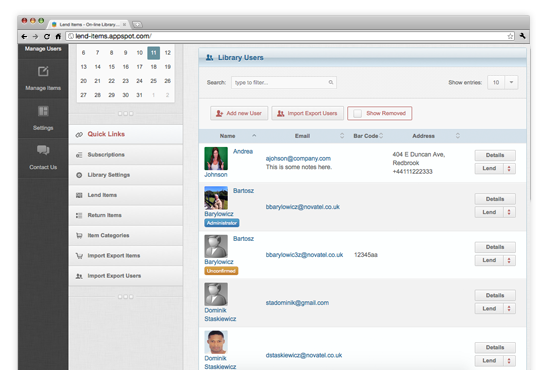 Lend Items - On-line Library ...
lend-items.appspot.com/
Manage Users
Manage Items
Settings
Contact Us
6 7 8 9 10 11 12
13 14 15 16 17 18 19
20 21 22 23 24 25 26
27 28 29 30 31 1 2
Quick Links
Subscriptions
Library Settings
Lend Items
Return Items
Item Categories
Import Export Items
Import Export Users
Library Users
Search: type to filter...
Show entries: 10
Add new User
Import Export Users
Show Removed
Name Email Bar Code Address
Andrea
Johnson
ajohson@company.com
This is some notes here.
404 E Duncan Ave,
Redbrook
+44111222333
Details
Lend
Bartosz
Barylowicz
Administrator
bbarylowicz@novatel.co.uk
Details
Lend
Bartosz
Barylowicz
Unconfirmed
bbarylowic3z@novatel.co.uk
12345aa
Details
Lend
Dominik
Staskiewicz
stadominik@gmail.com
Details
Lend
Dominik
Staskiewicz
dstaskiewicz@novatel.co.uk
Details
Lend